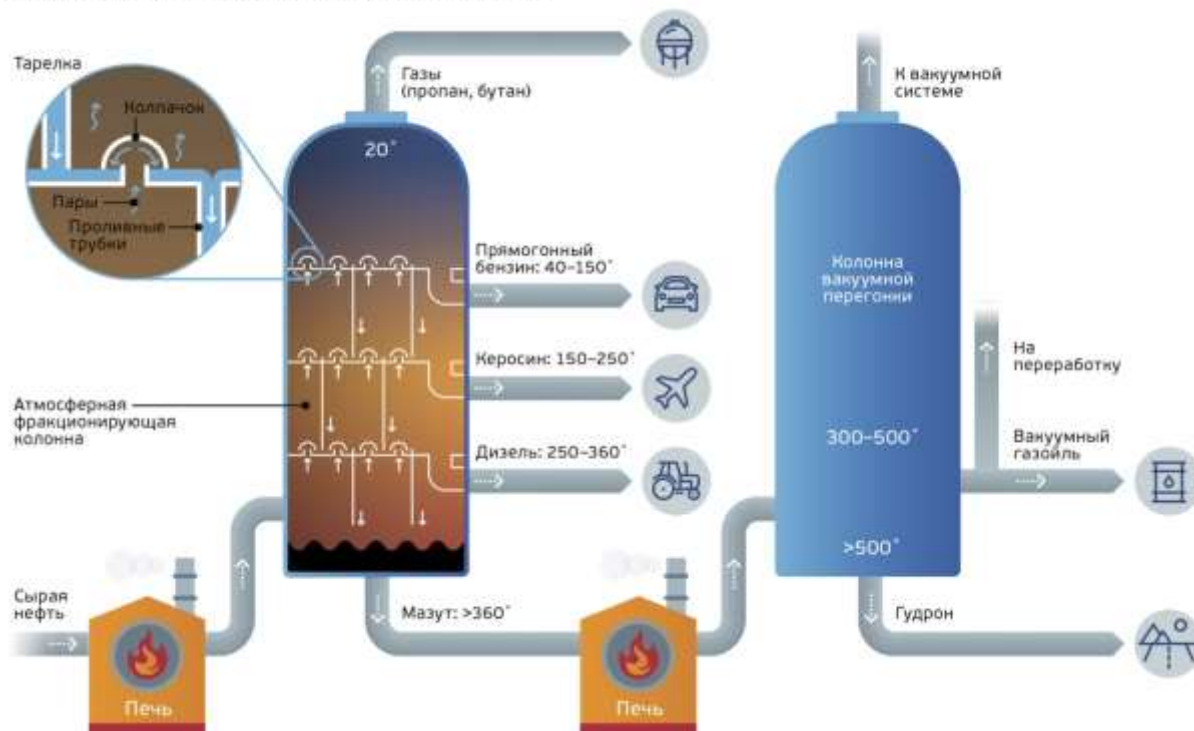 Тарелка
Колпачок
Пары
Проливные
трубки
Газы
(пропан, бутан)
20°
Прямогонный
бензин: 40–150°
Керосин: 150–250°
Дизель: 250–360°
Атмосферная
фракционирующая
колонна
Сырая
нефть
Печь
Мазут: >360°
Печь
К вакуумной
системе
Колонна
вакуумной
перегонки
300–500°
>500°
На
переработку
Вакуумный
газойль
Гудрон